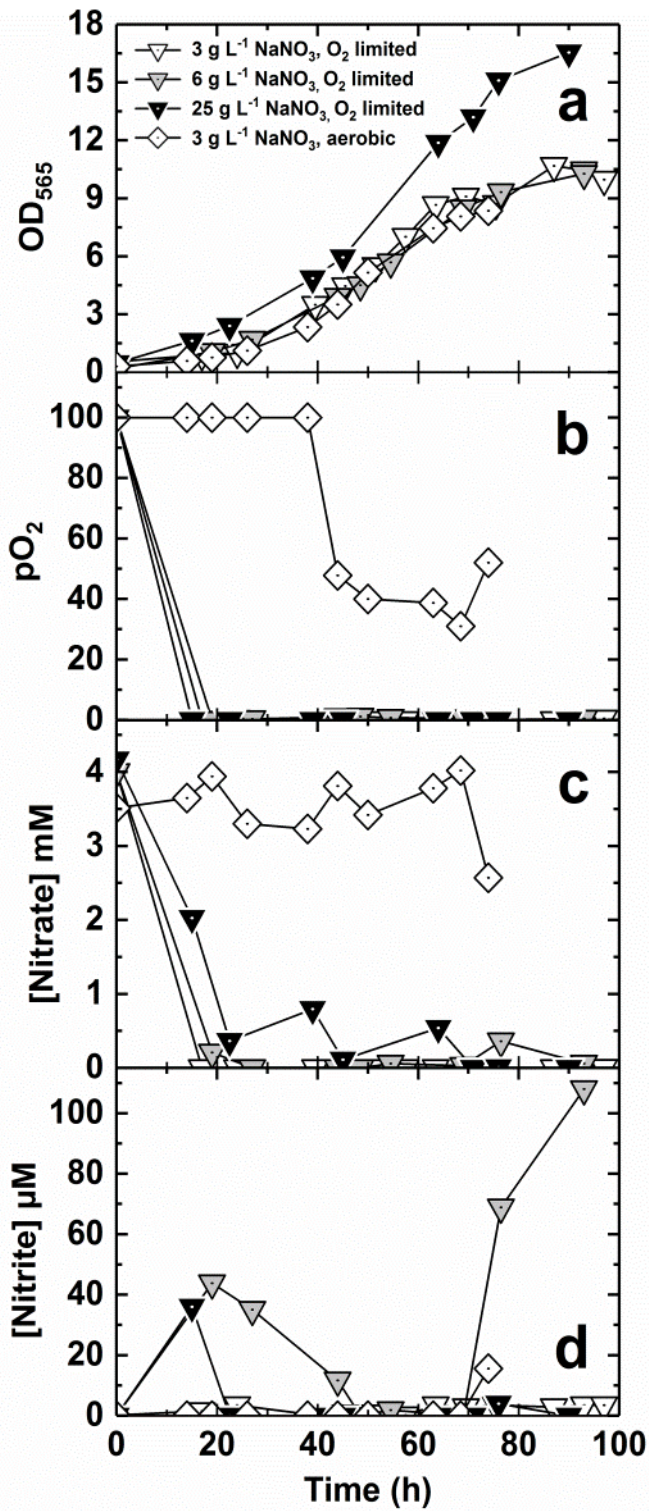 18
15
12
9
6
3
0
OD₅₆₅
3 g L⁻¹ NaNO₃, O₂ limited
6 g L⁻¹ NaNO₃, O₂ limited
25 g L⁻¹ NaNO₃, O₂ limited
3 g L⁻¹ NaNO₃, aerobic
a
100
80
60
40
20
0
pO₂
b
4
3
2
1
0
[Nitrate] mM
c
100
80
60
40
20
0
[Nitrite] µM
d
0 20 40 60 80 100
Time (h)